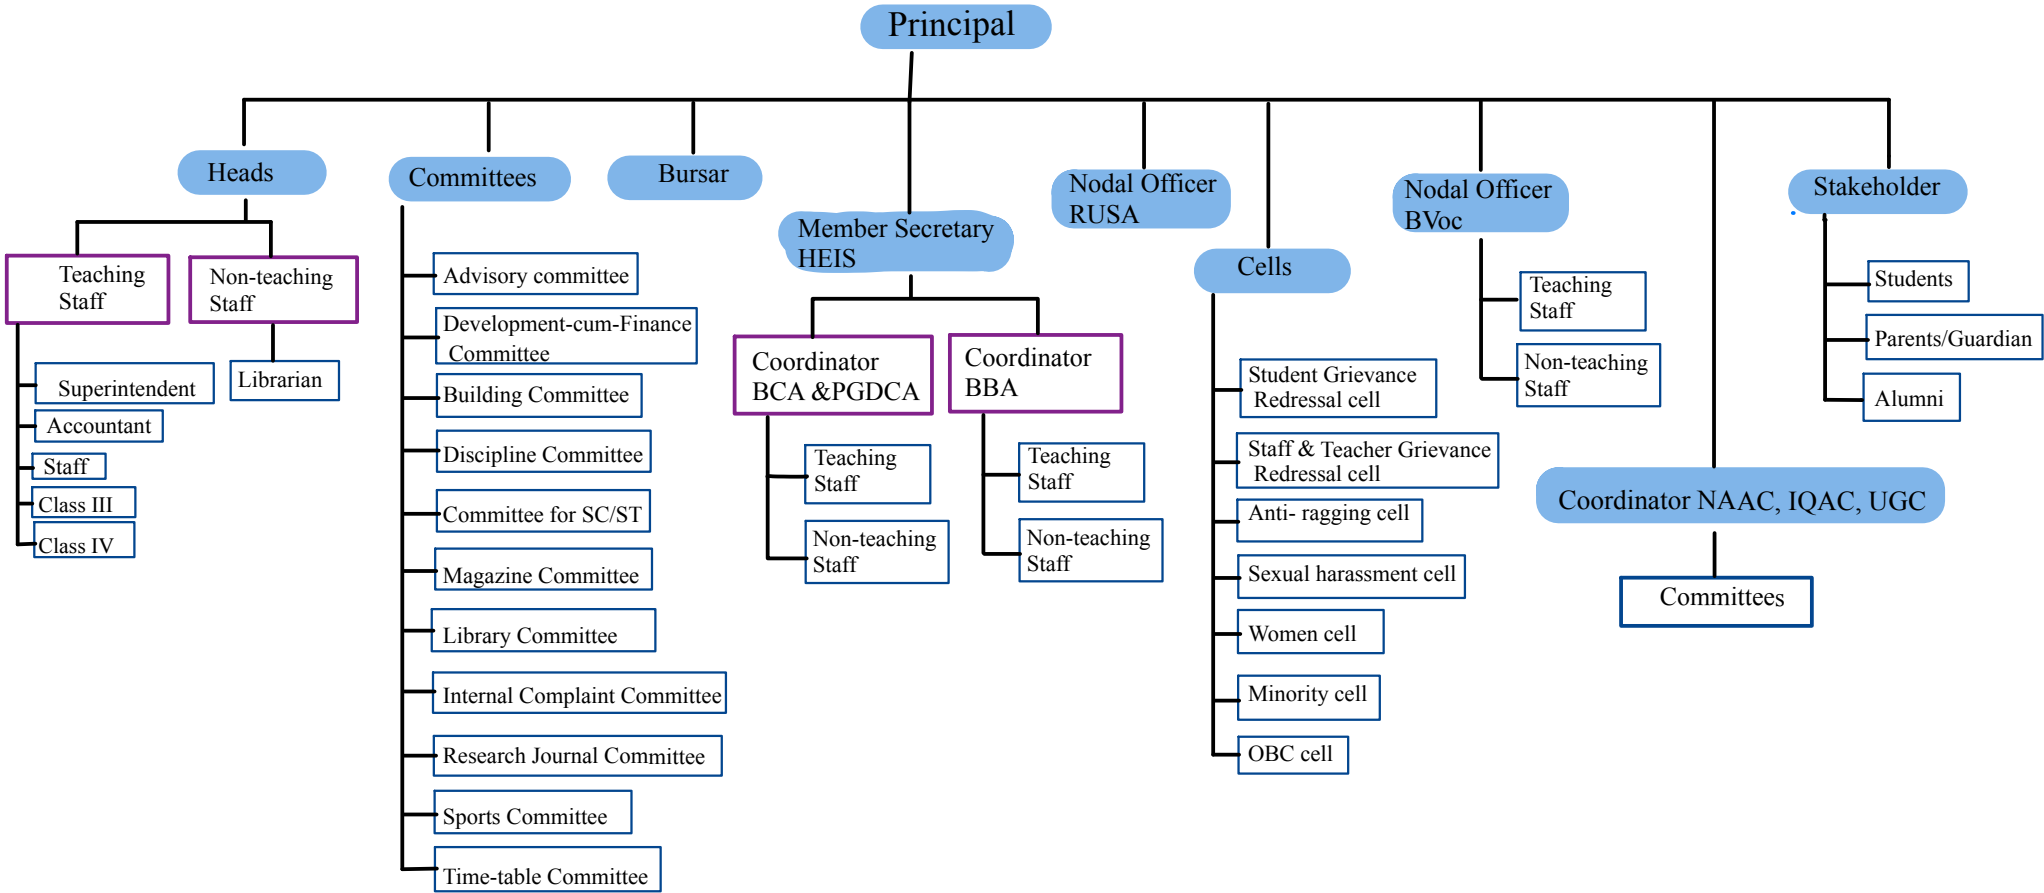 Principal
Heads
Committees
Bursar
Member Secretary
HEIS
Nodal Officer
RUSA
Cells
Nodal Officer
BVoc
Coordinator NAAC, IQAC, UGC
Stakeholder
Teaching
Staff
Superintendent
Accountant
Staff
Class III
Class IV
Non-teaching
Staff
Librarian
Advisory committee
Development-cum-Finance
Committee
Building Committee
Discipline Committee
Committee for SC/ST
Magazine Committee
Library Committee
Internal Complaint Committee
Research Journal Committee
Sports Committee
Time-table Committee
Coordinator
BCA &PGDCA
Teaching
Staff
Non-teaching
Staff
Coordinator
BBA
Teaching
Staff
Non-teaching
Staff
Student Grievance
Redressal cell
Staff & Teacher Grievance
Redressal cell
Anti- ragging cell
Sexual harassment cell
Women cell
Minority cell
OBC cell
Teaching
Staff
Non-teaching
Staff
Committees
Students
Parents/Guardian
Alumni